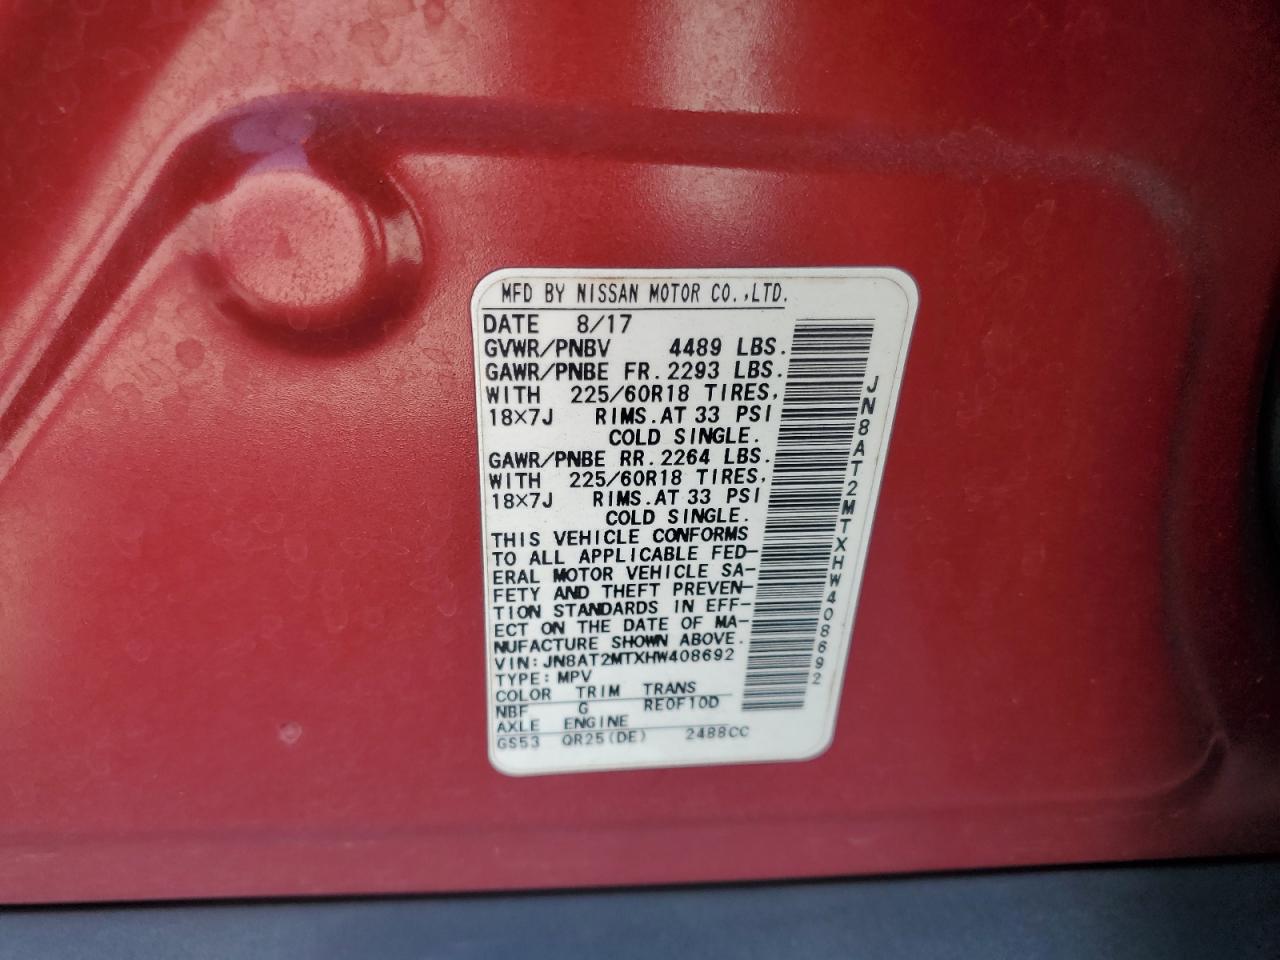 MFD BY NISSAN MOTOR CO.,LTD.
DATE 8/17
GVWR/PNBV 4489 LBS.
GAWR/PNBE FR. 2293 LBS.
WITH 225/60R18 TIRES,
18×7J RIMS. AT 33 PSI
COLD SINGLE.
GAWR/PNBE RR. 2264 LBS.
WITH 225/60R18 TIRES,
18×7J RIMS. AT 33 PSI
COLD SINGLE.
THIS VEHICLE CONFORMS
TO ALL APPLICABLE FED-
ERAL MOTOR VEHICLE SA-
FETY AND THEFT PREVEN-
TION STANDARDS IN EFF-
ECT ON THE DATE OF MA-
NUFACTURE SHOWN ABOVE.
VIN: JN8AT2MTXHW408692
TYPE: MPV
COLOR TRIM TRANS
NBF G RE0F10D
AXLE ENGINE
GS53 QR25(DE) 2488CC
JN8AT2MTXHW408692